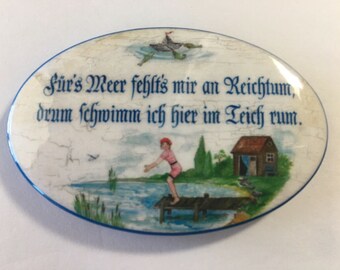 Für's Meer fehlt's mir an Reichtum,
drum schwimm ich hier im Teich rum.